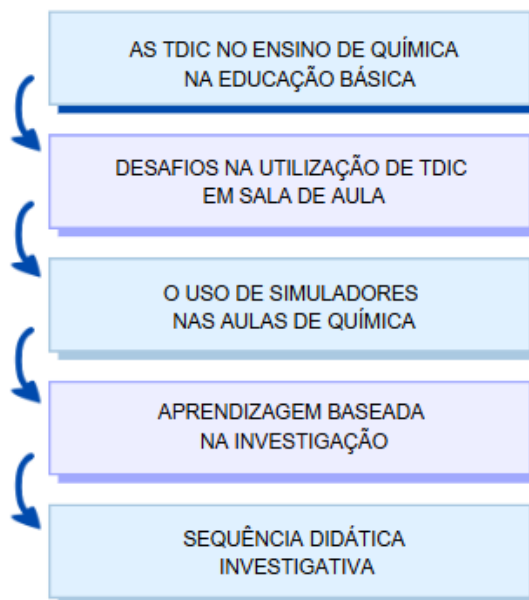 AS TDIC NO ENSINO DE QUÍMICA
NA EDUCAÇÃO BÁSICA
DESAFIOS NA UTILIZAÇÃO DE TDIC
EM SALA DE AULA
O USO DE SIMULADORES
NAS AULAS DE QUÍMICA
APRENDIZAGEM BASEADA
NA INVESTIGAÇÃO
SEQUÊNCIA DIDÁTICA
INVESTIGATIVA